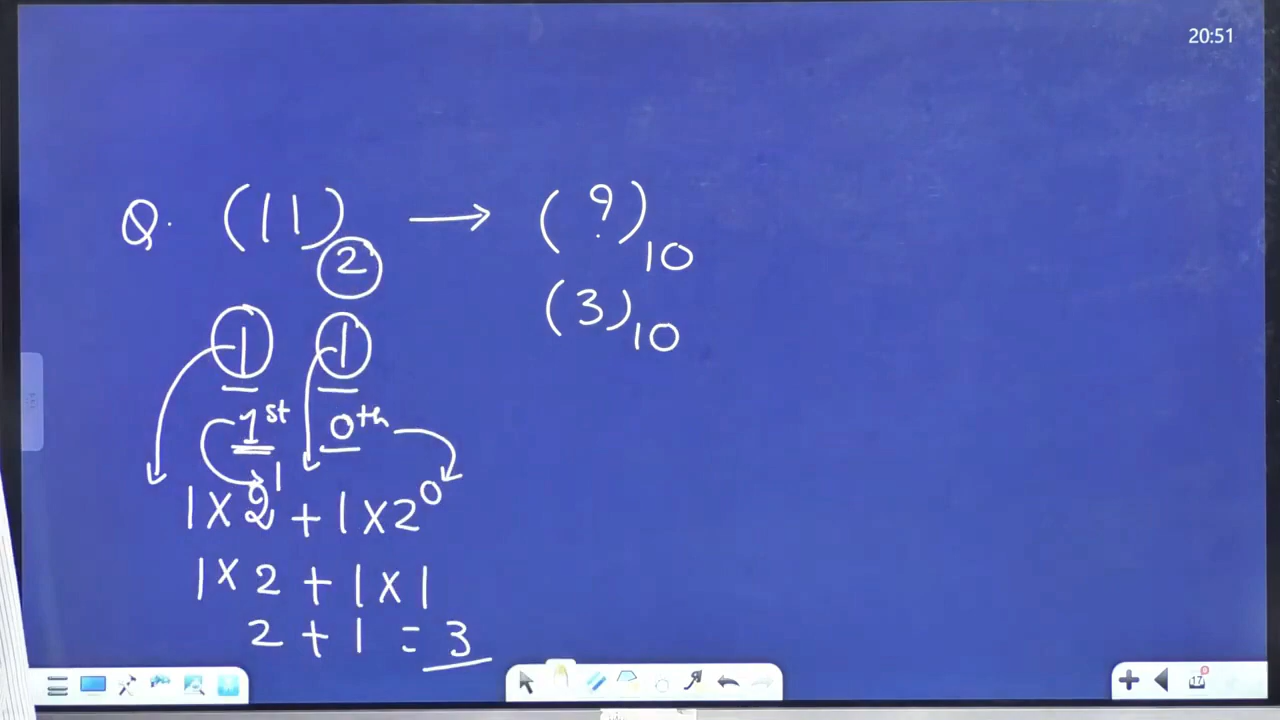 20:51
Q. (11)₂ → (?)₁₀
(3)₁₀
1 1
1ˢᵗ 0ᵗʰ
1×2¹ + 1×2⁰
1×2 + 1×1
2 + 1 = 3
17